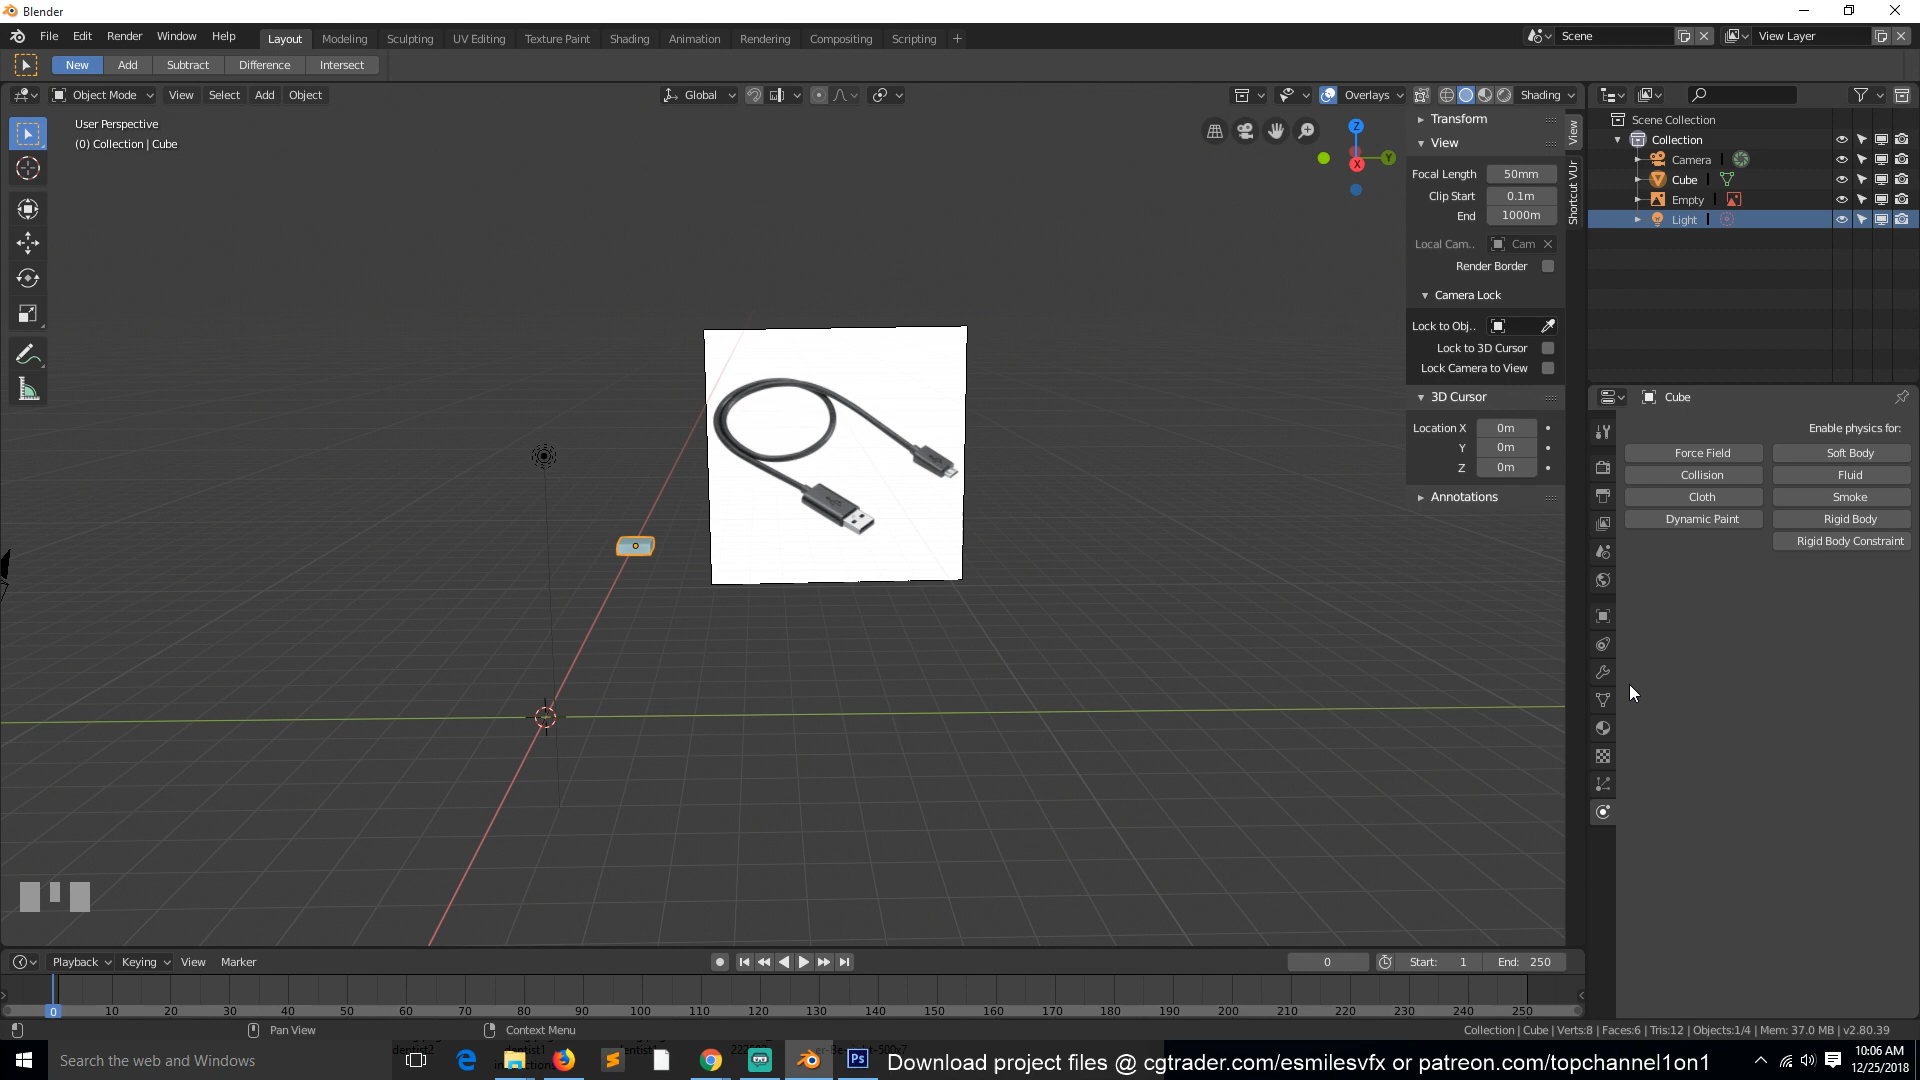 Blender
File Edit Render Window Help Layout Modeling Sculpting UV Editing Texture Paint Shading Animation Rendering Compositing Scripting + Scene View Layer
New Add Subtract Difference Intersect
Object Mode View Select Add Object Global Overlays Shading
User Perspective
(0) Collection | Cube
Z
Y
X
Transform
View
Focal Length 50mm
Clip Start 0.1m
End 1000m
Local Cam.. Cam
Render Border
Camera Lock
Lock to Obj..
Lock to 3D Cursor
Lock Camera to View
3D Cursor
Location X 0m
Y 0m
Z 0m
Annotations
View
Shortcut VUr
Scene Collection
Collection
Camera
Cube
Empty
Light
Cube
Enable physics for:
Force Field Soft Body
Collision Fluid
Cloth Smoke
Dynamic Paint Rigid Body
Rigid Body Constraint
Playback Keying View Marker 0 Start: 1 End: 250
0 10 20 30 40 50 60 70 80 90 100 110 120 130 140 150 160 170 180 190 200 210 220 230 240 250
Pan View Context Menu Collection | Cube | Verts:8 | Faces:6 | Tris:12 | Objects:1/4 | Mem: 37.0 MB | v2.80.39
Search the web and Windows
Ps
Download project files @ cgtrader.com/esmilesvfx or patreon.com/topchannel1on1
10:06 AM
12/25/2018